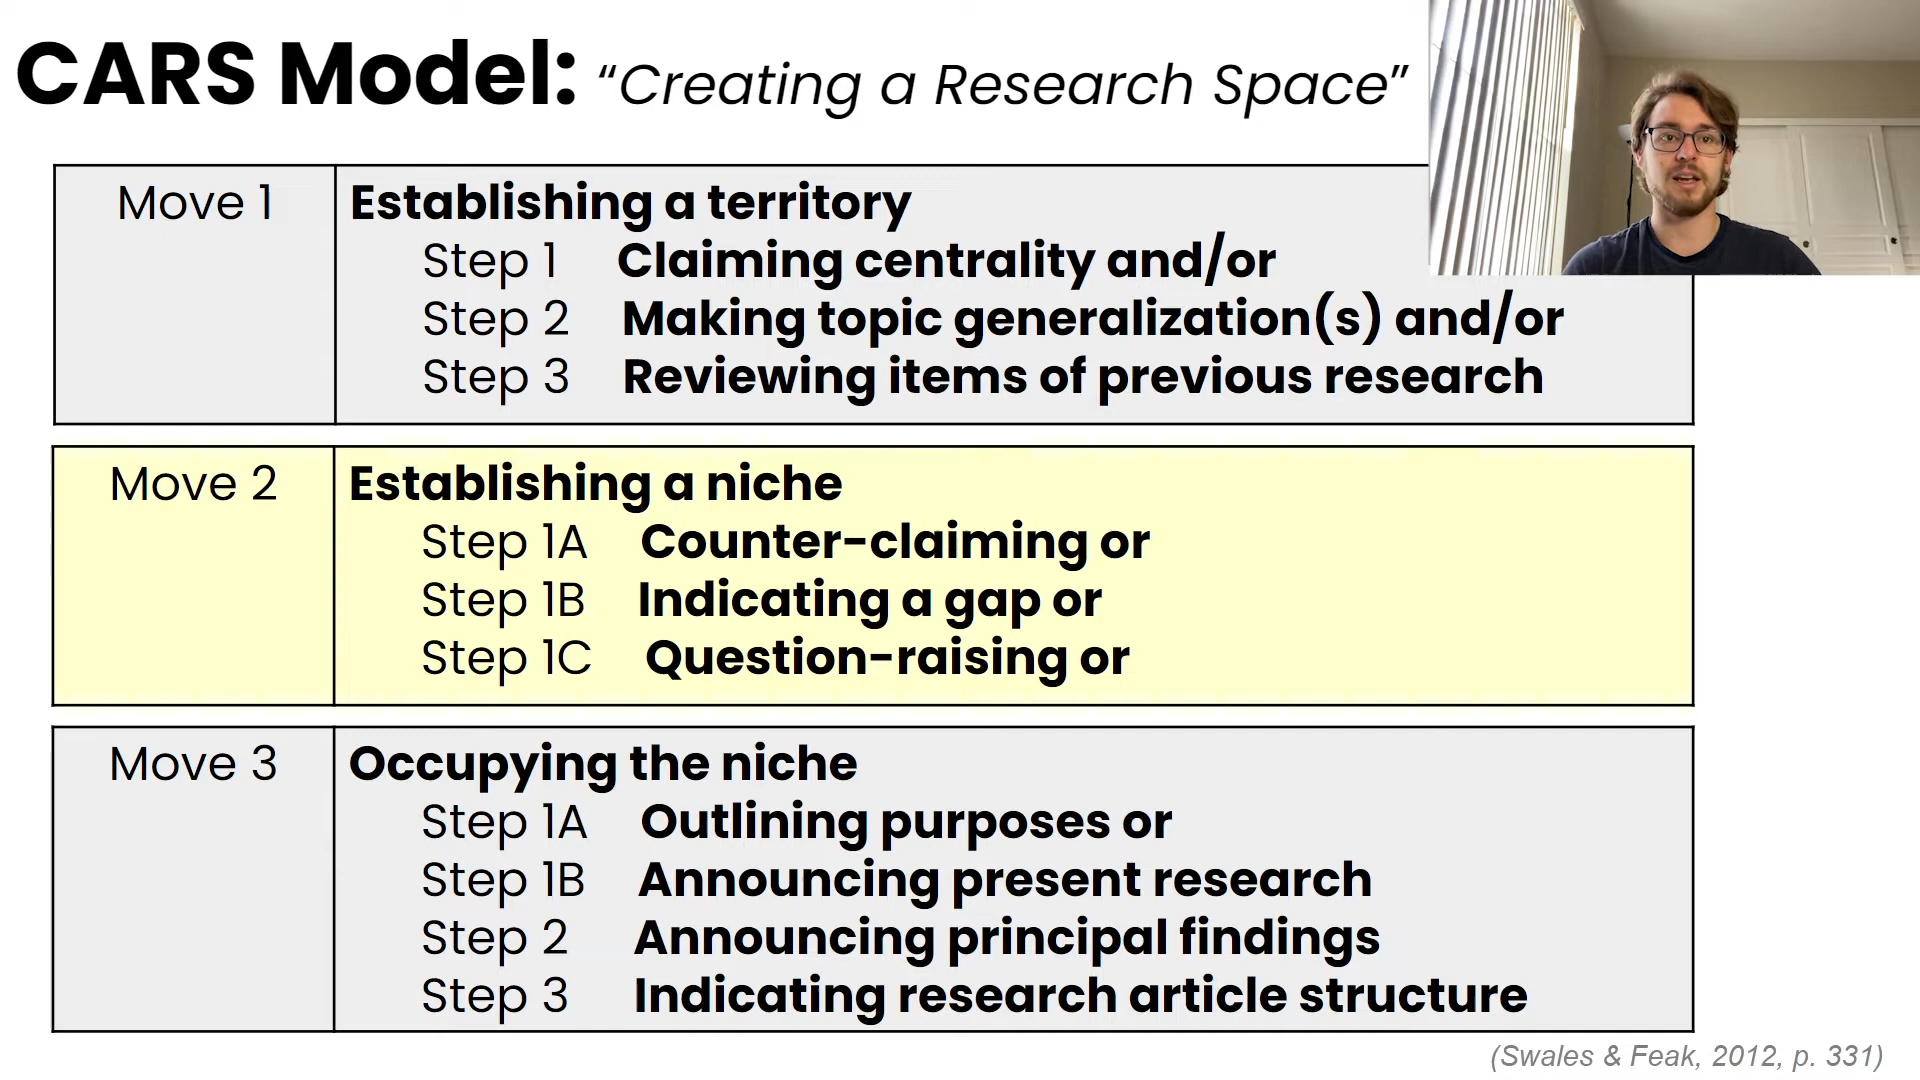 CARS Model: “Creating a Research Space”
Move 1
Establishing a territory
Step 1 Claiming centrality and/or
Step 2 Making topic generalization(s) and/or
Step 3 Reviewing items of previous research
Move 2
Establishing a niche
Step 1A Counter-claiming or
Step 1B Indicating a gap or
Step 1C Question-raising or
Move 3
Occupying the niche
Step 1A Outlining purposes or
Step 1B Announcing present research
Step 2 Announcing principal findings
Step 3 Indicating research article structure
(Swales & Feak, 2012, p. 331)